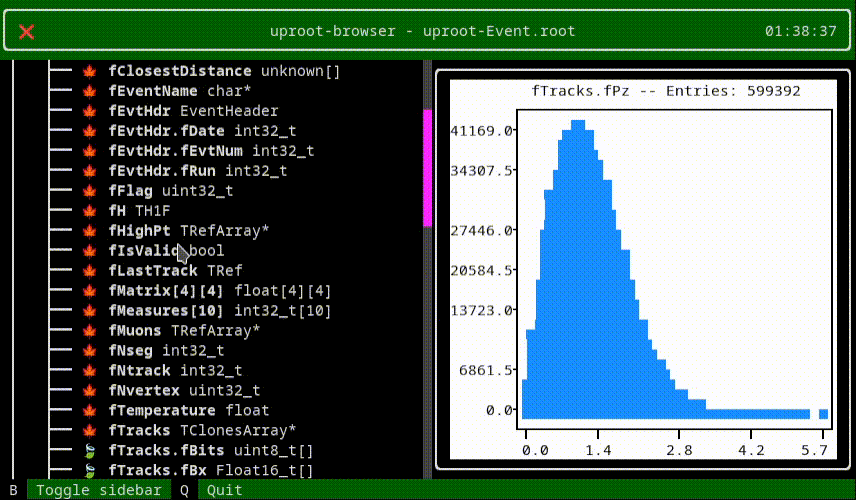 uproot-browser - uproot-Event.root 01:38:37
fClosestDistance unknown[]
fEventName char*
fEvtHdr EventHeader
fEvtHdr.fDate int32_t
fEvtHdr.fEvtNum int32_t
fEvtHdr.fRun int32_t
fFlag uint32_t
fH TH1F
fHighPt TRefArray*
fIsValid bool
fLastTrack TRef
fMatrix[4][4] float[4][4]
fMeasures[10] int32_t[10]
fMuons TRefArray*
fNseg int32_t
fNtrack int32_t
fNvertex uint32_t
fTemperature float
fTracks TClonesArray*
fTracks.fBits uint8_t[]
fTracks.fBx Float16_t[]
fTracks.fPz -- Entries: 599392
41169.0
34307.5
27446.0
20584.5
13723.0
6861.5
0.0
0.0 1.4 2.8 4.2 5.7
B Toggle sidebar Q Quit